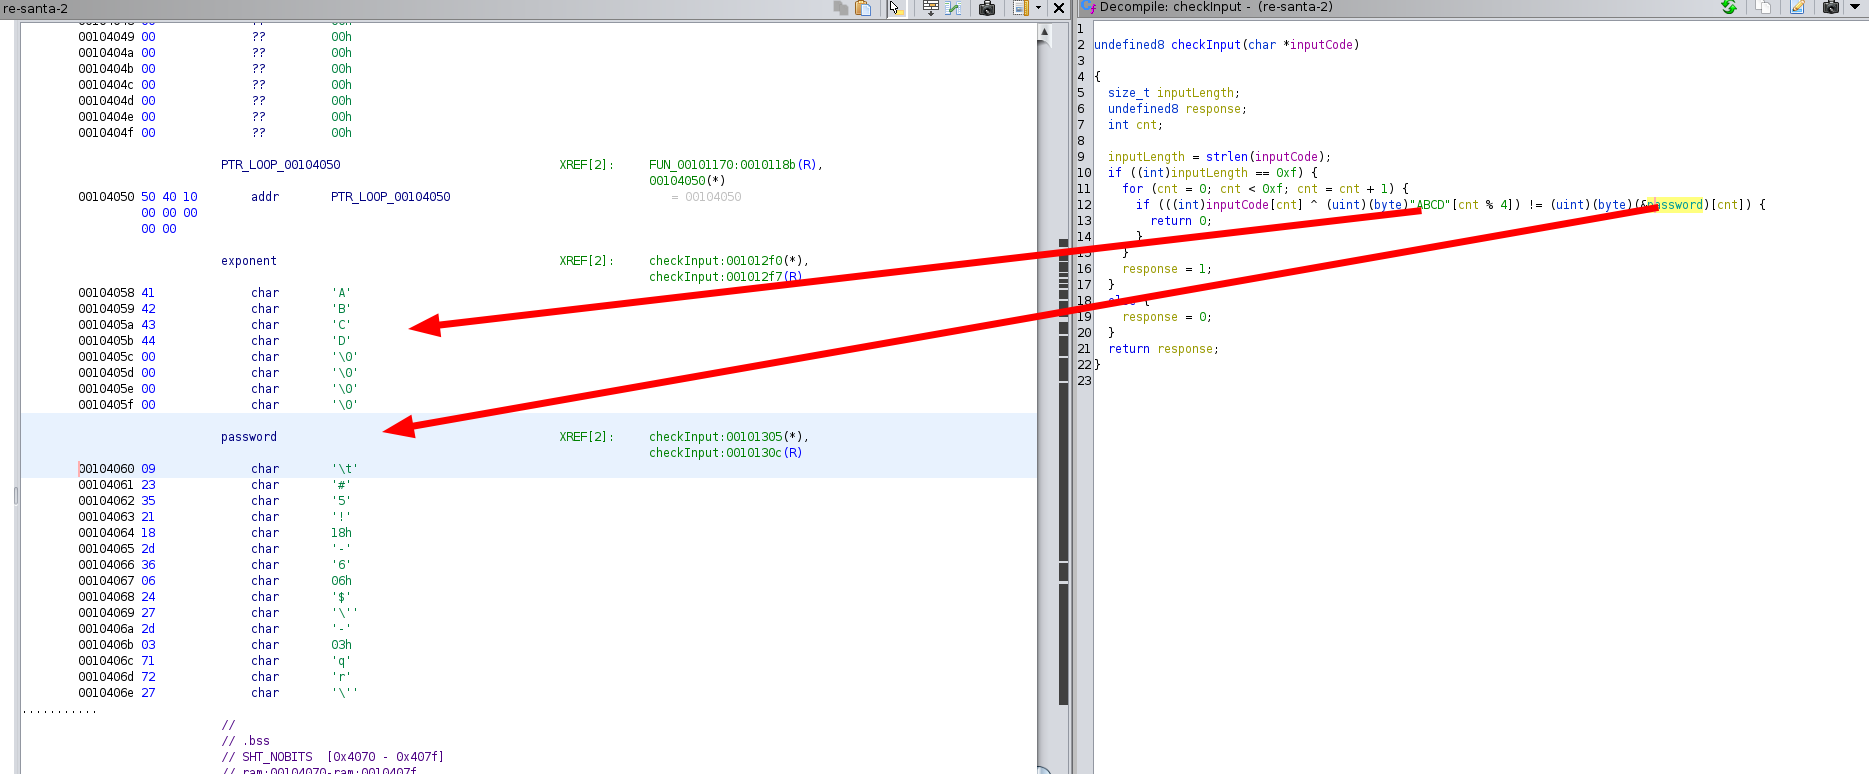 re-santa-2
00104049 00 ?? 00h
0010404a 00 ?? 00h
0010404b 00 ?? 00h
0010404c 00 ?? 00h
0010404d 00 ?? 00h
0010404e 00 ?? 00h
0010404f 00 ?? 00h
PTR_LOOP_00104050 XREF[2]: FUN_00101170:0010118b(R),
00104050(*)
00104050 50 40 10 addr PTR_LOOP_00104050 = 00104050
00 00 00
00 00
exponent XREF[2]: checkInput:001012f0(*),
checkInput:001012f7(R)
00104058 41 char 'A'
00104059 42 char 'B'
0010405a 43 char 'C'
0010405b 44 char 'D'
0010405c 00 char '\0'
0010405d 00 char '\0'
0010405e 00 char '\0'
0010405f 00 char '\0'
password XREF[2]: checkInput:00101305(*),
checkInput:0010130c(R)
00104060 09 char '\t'
00104061 23 char '#'
00104062 35 char '5'
00104063 21 char '!'
00104064 18 char 18h
00104065 2d char '-'
00104066 36 char '6'
00104067 06 char 06h
00104068 24 char '$'
00104069 27 char '\''
0010406a 2d char '-'
0010406b 03 char 03h
0010406c 71 char 'q'
0010406d 72 char 'r'
0010406e 27 char '\''
//
// .bss
// SHT_NOBITS [0x4070 - 0x407f]
// ram:00104070-ram:0010407f
Decompile: checkInput - (re-santa-2)
1
2 undefined8 checkInput(char *inputCode)
3
4 {
5 size_t inputLength;
6 undefined8 response;
7 int cnt;
8
9 inputLength = strlen(inputCode);
10 if ((int)inputLength == 0xf) {
11 for (cnt = 0; cnt < 0xf; cnt = cnt + 1) {
12 if (((int)inputCode[cnt] ^ (uint)(byte)"ABCD"[cnt % 4]) != (uint)(byte)(&password)[cnt]) {
13 return 0;
14 }
15 }
16 response = 1;
17 }
18 else {
19 response = 0;
20 }
21 return response;
22 }
23